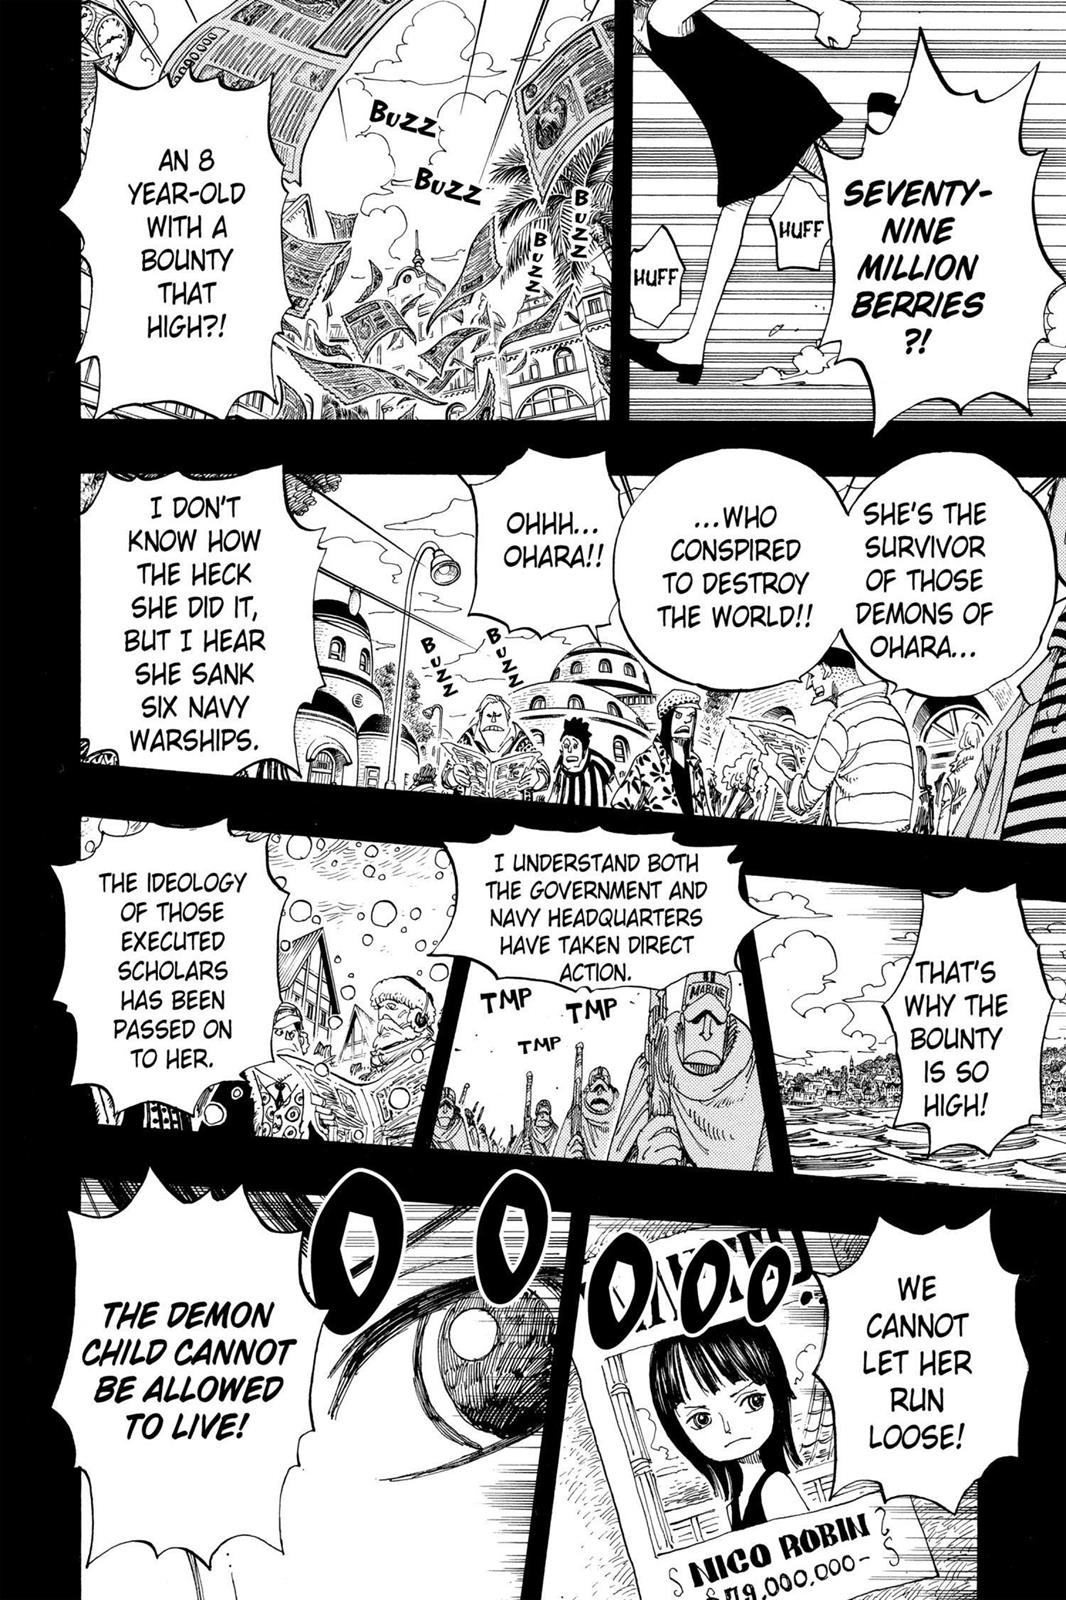 SEVENTY-
NINE
MILLION
BERRIES
?!
HUFF
HUFF
BUZZ
BUZZ
BUZZ
BUZZ
AN 8
YEAR-OLD
WITH A
BOUNTY
THAT
HIGH?!
SHE'S THE
SURVIVOR
OF THOSE
DEMONS OF
OHARA...
...WHO
CONSPIRED
TO DESTROY
THE WORLD!!
OHHH...
OHARA!!
BUZZ
BUZZ
I DON'T
KNOW HOW
THE HECK
SHE DID IT,
BUT I HEAR
SHE SANK
SIX NAVY
WARSHIPS.
THAT'S
WHY THE
BOUNTY
IS SO
HIGH!
I UNDERSTAND BOTH
THE GOVERNMENT AND
NAVY HEADQUARTERS
HAVE TAKEN DIRECT
ACTION.
MARINE
TMP
TMP
TMP
THE IDEOLOGY
OF THOSE
EXECUTED
SCHOLARS
HAS BEEN
PASSED ON
TO HER.
WE
CANNOT
LET HER
RUN
LOOSE!
NICO ROBIN
79,000,000-
THE DEMON
CHILD CANNOT
BE ALLOWED
TO LIVE!